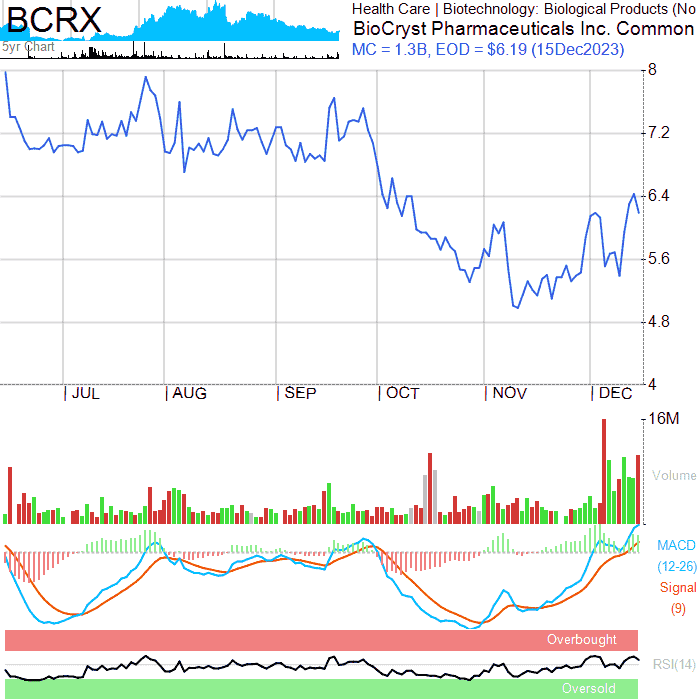 BCRX
5yr Chart
Health Care | Biotechnology: Biological Products (No
BioCryst Pharmaceuticals Inc. Common
MC = 1.3B, EOD = $6.19 (15Dec2023)
8
7.2
6.4
5.6
4.8
4
JUL AUG SEP OCT NOV DEC
16M
Volume
MACD
(12-26)
Signal
(9)
Overbought
RSI(14)
Oversold